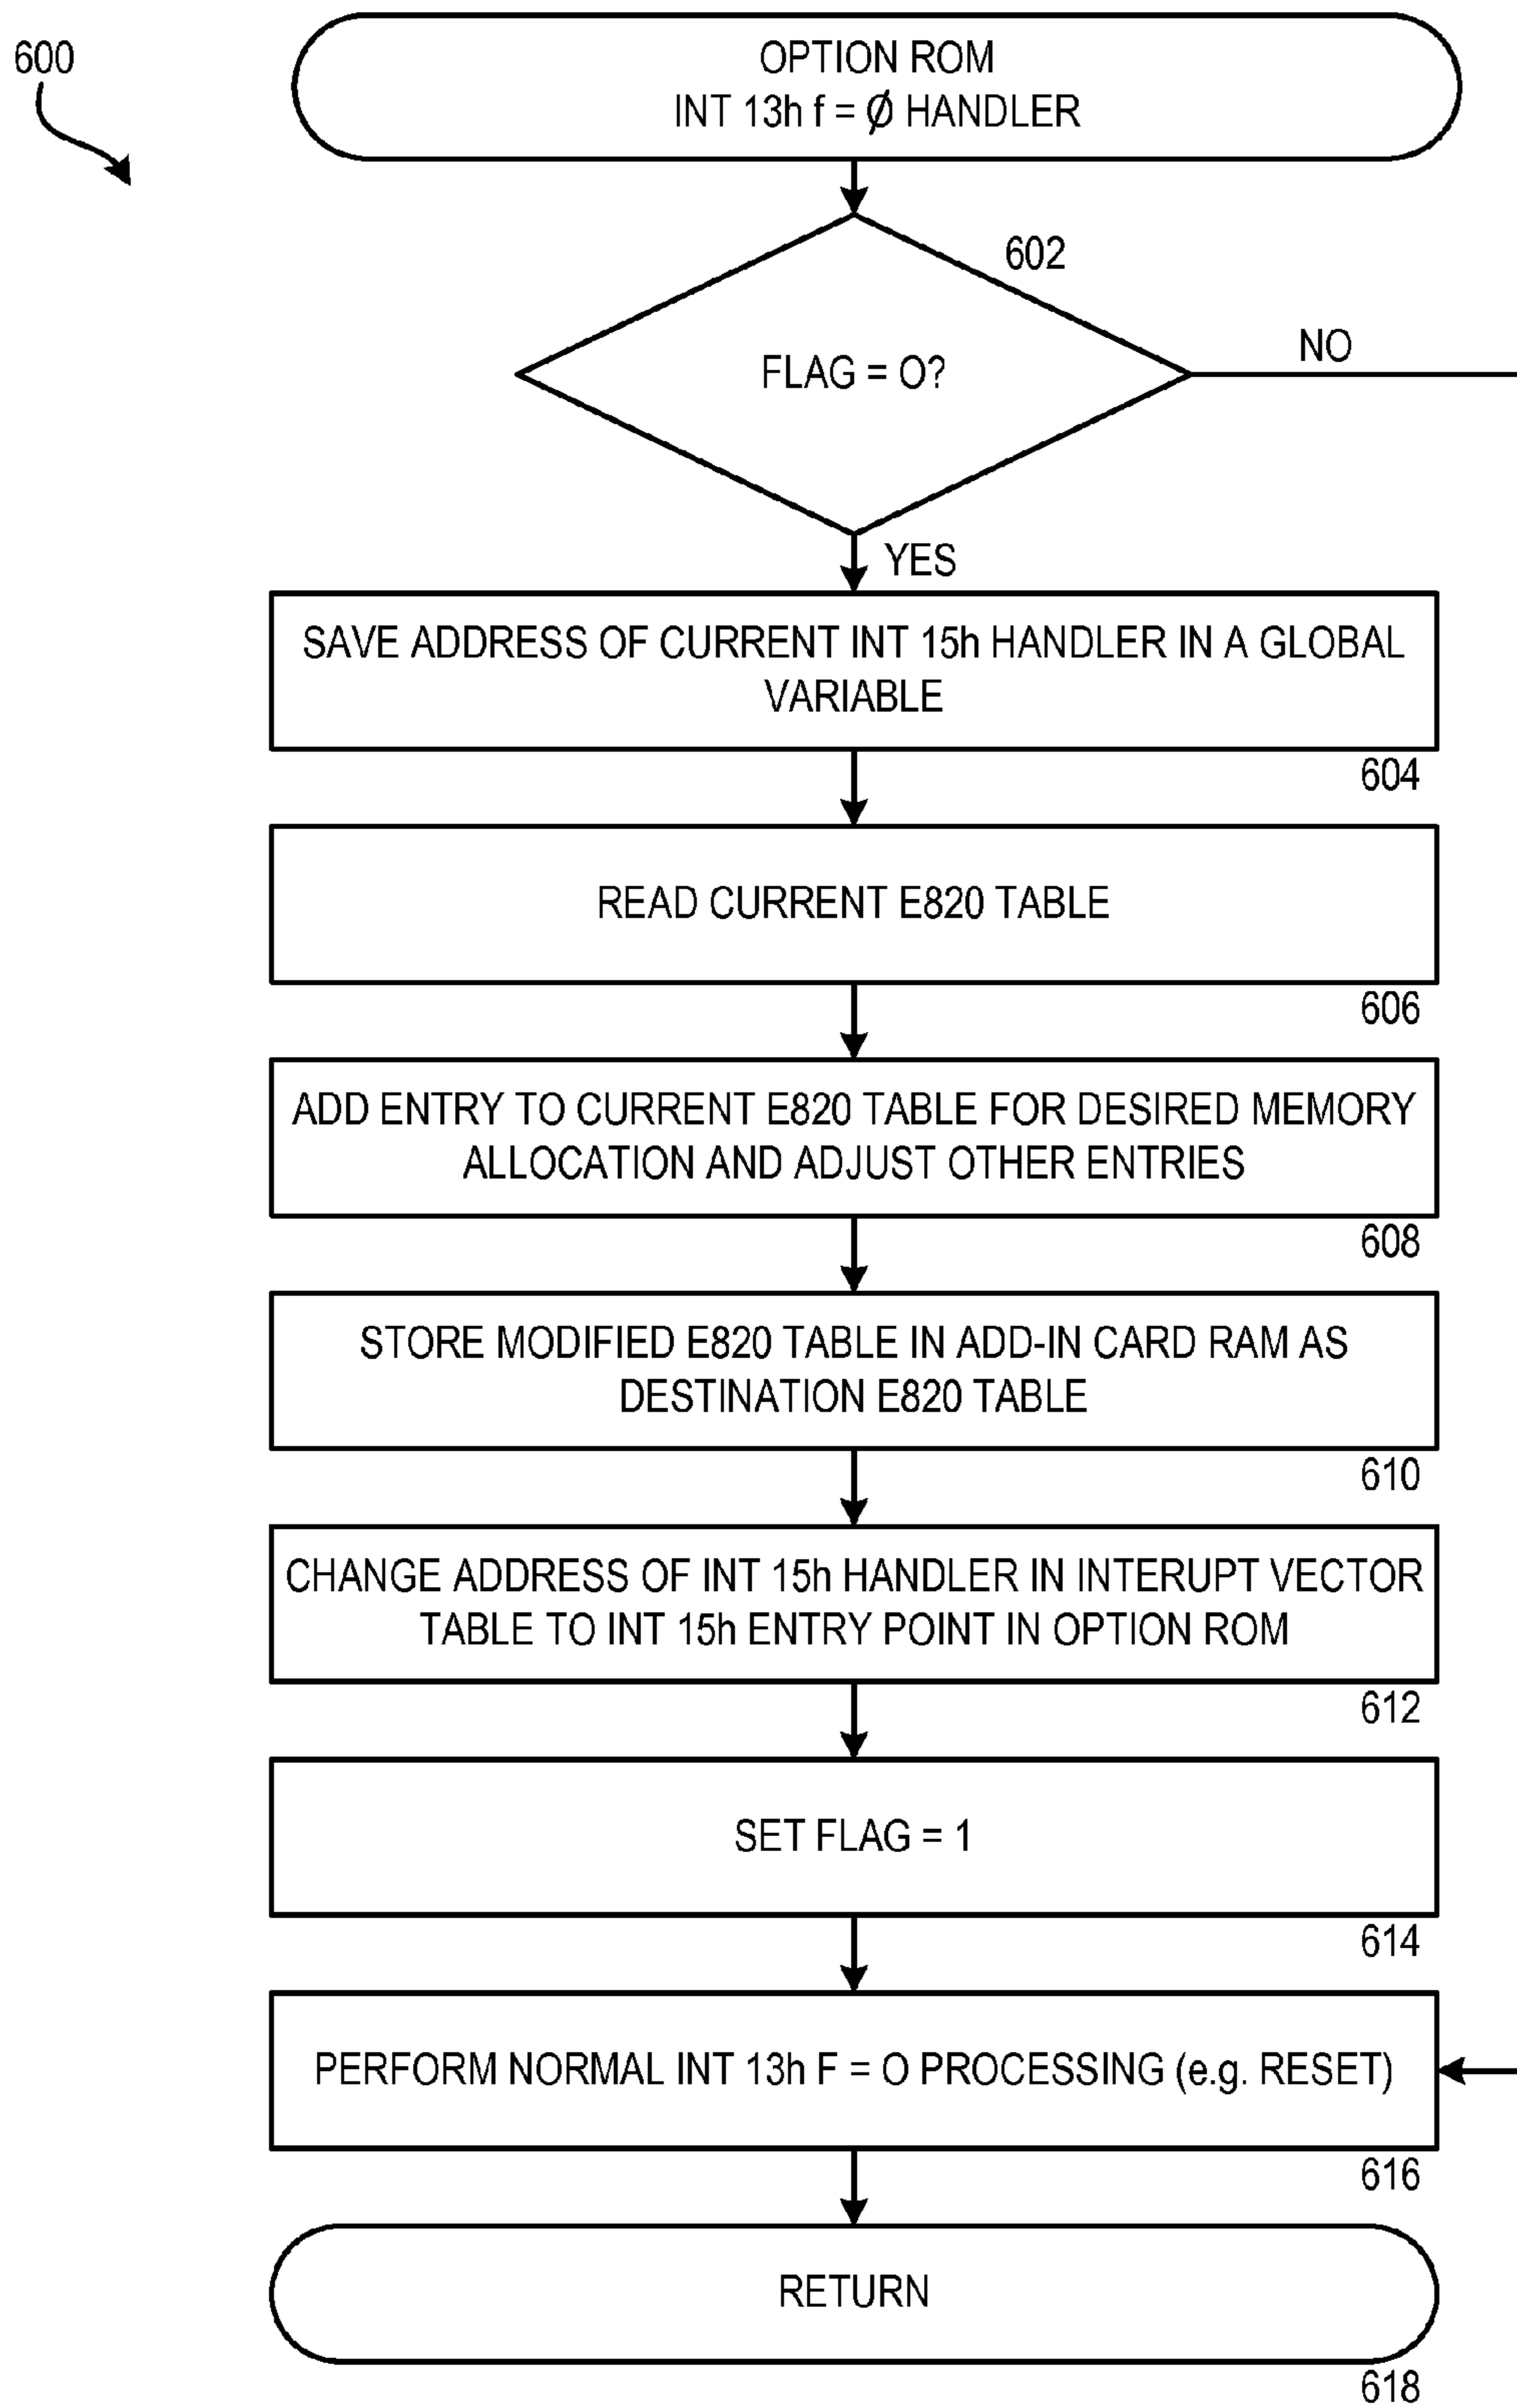 600
OPTION ROM
INT 13h f = Ø HANDLER
602
FLAG = O?
NO
YES
SAVE ADDRESS OF CURRENT INT 15h HANDLER IN A GLOBAL
VARIABLE
604
READ CURRENT E820 TABLE
606
ADD ENTRY TO CURRENT E820 TABLE FOR DESIRED MEMORY
ALLOCATION AND ADJUST OTHER ENTRIES
608
STORE MODIFIED E820 TABLE IN ADD-IN CARD RAM AS
DESTINATION E820 TABLE
610
CHANGE ADDRESS OF INT 15h HANDLER IN INTERUPT VECTOR
TABLE TO INT 15h ENTRY POINT IN OPTION ROM
612
SET FLAG = 1
614
PERFORM NORMAL INT 13h F = O PROCESSING (e.g. RESET)
616
RETURN
618